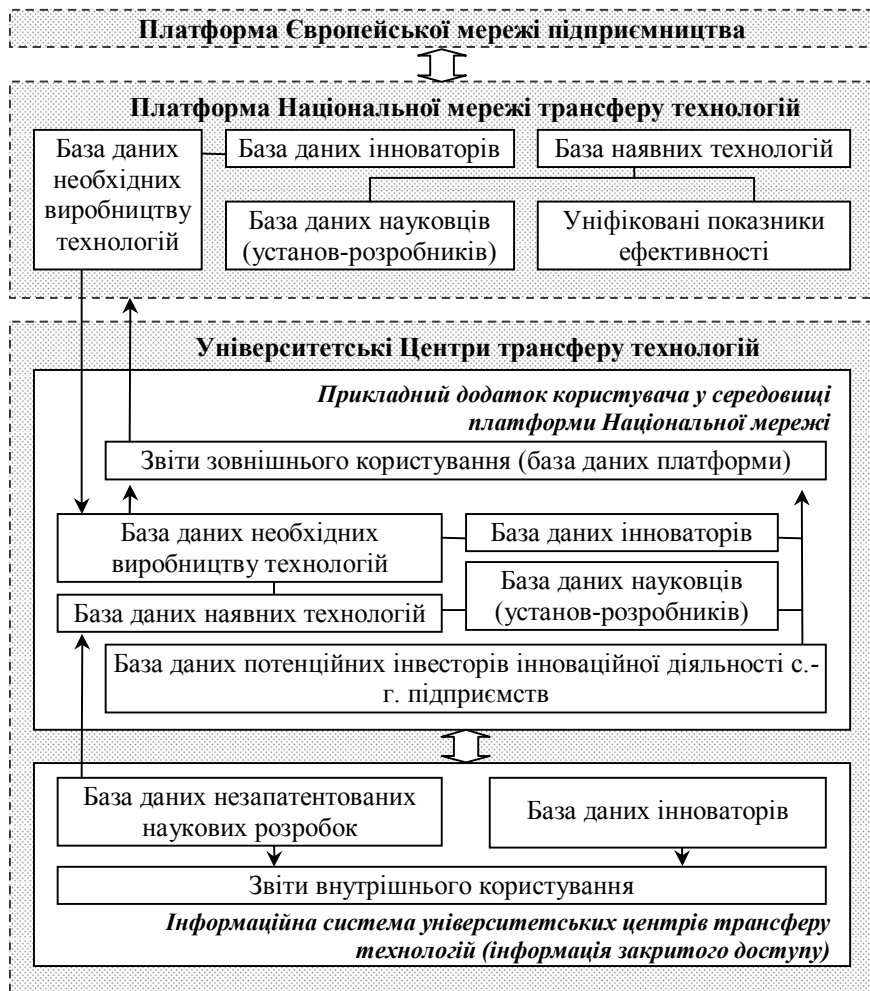 Платформа Європейської мережі підприємництва
Платформа Національної мережі трансферу технологій
База даних
необхідних
виробництву
технологій
База даних інноваторів
База наявних технологій
База даних науковців
(установ-розробників)
Уніфіковані показники
ефективності
Університетські Центри трансферу технологій
Прикладний додаток користувача у середовищі
платформи Національної мережі
Звіти зовнішнього користування (база даних платформи)
База даних необхідних
виробництву технологій
База даних інноваторів
База даних наявних технологій
База даних науковців
(установ-розробників)
База даних потенційних інвесторів інноваційної діяльності с.-
г. підприємств
База даних незапатентованих
наукових розробок
База даних інноваторів
Звіти внутрішнього користування
Інформаційна система університетських центрів трансферу
технологій (інформація закритого доступу)